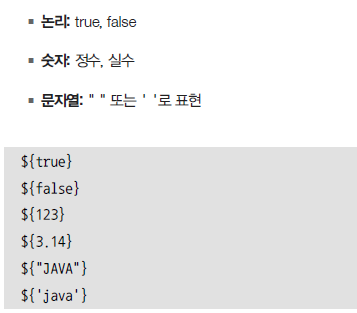 ▪ 논리: true, false
▪ 숫자: 정수, 실수
▪ 문자열: " " 또는 ' '로 표현
${true}
${false}
${123}
${3.14}
${"JAVA"}
${'java'}